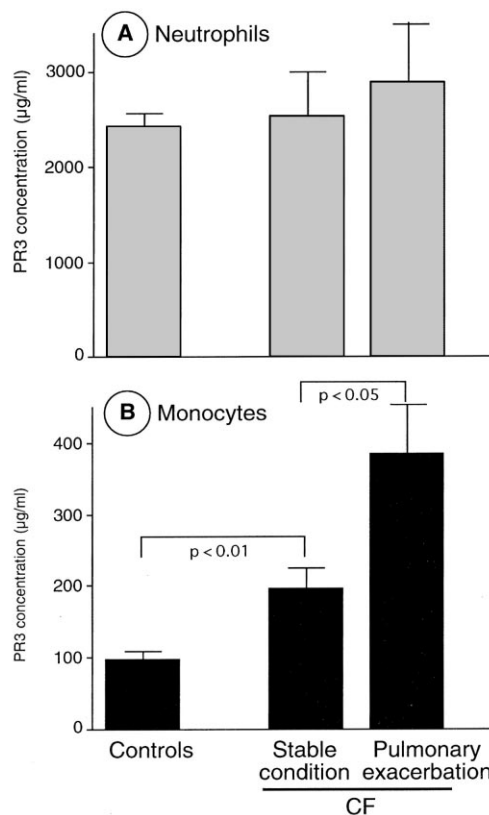 A Neutrophils
PR3 concentration (µg/ml)
3000
2000
1000
0
B Monocytes
PR3 concentration (µg/ml)
p < 0.05
400
300
p < 0.01
200
100
0
Controls
Stable condition
Pulmonary exacerbation
CF